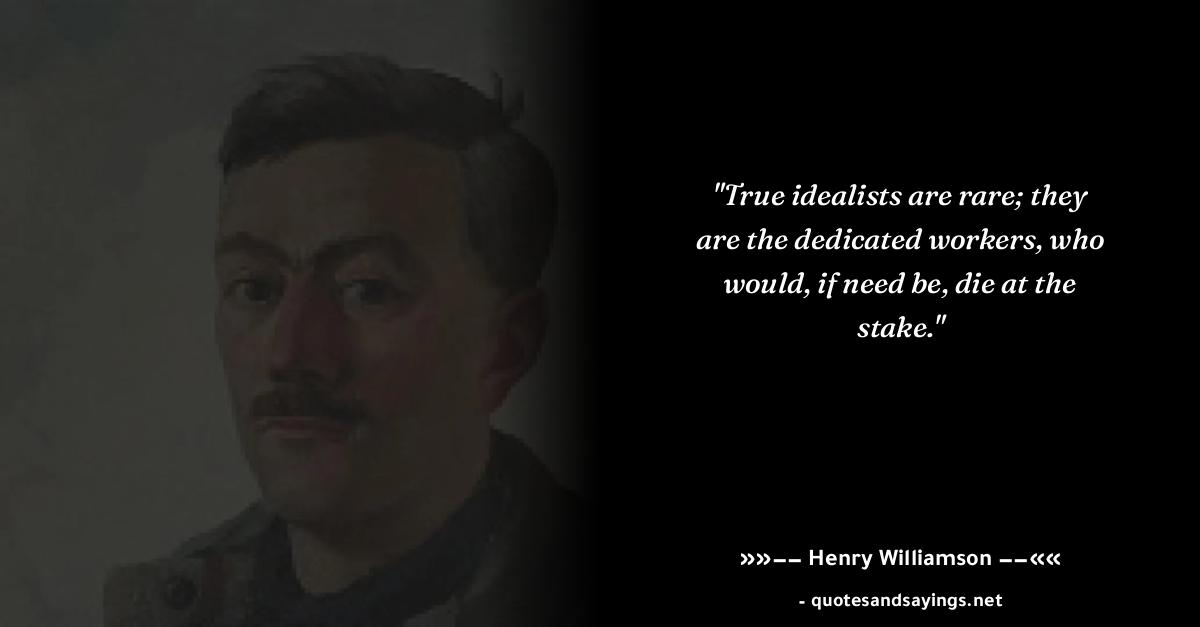 "True idealists are rare; they
are the dedicated workers, who
would, if need be, die at the
stake."
»»−− Henry Williamson −−««
- quotesandsayings.net